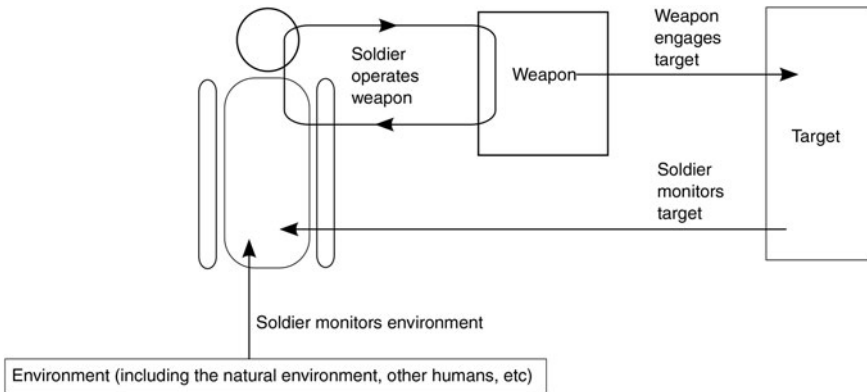 Soldier
operates
weapon
Weapon
Weapon
engages
target
Target
Soldier
monitors
target
Soldier monitors environment
Environment (including the natural environment, other humans, etc)